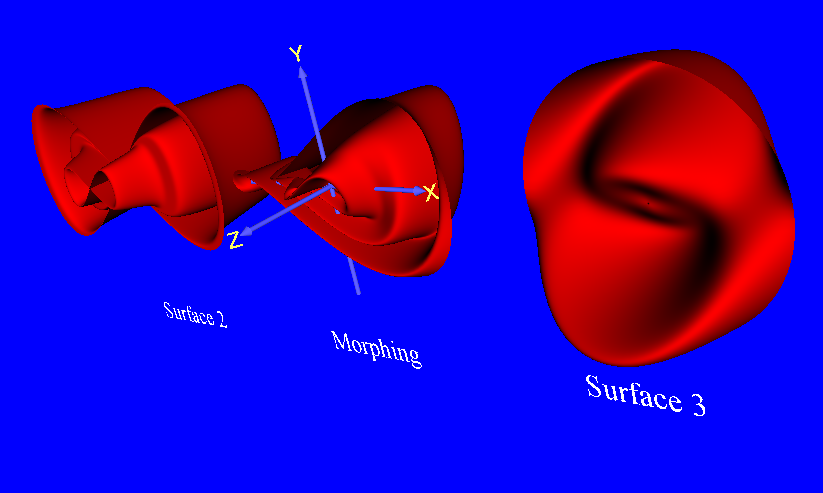 Y
X
Z
Surface 2
Morphing
Surface 3